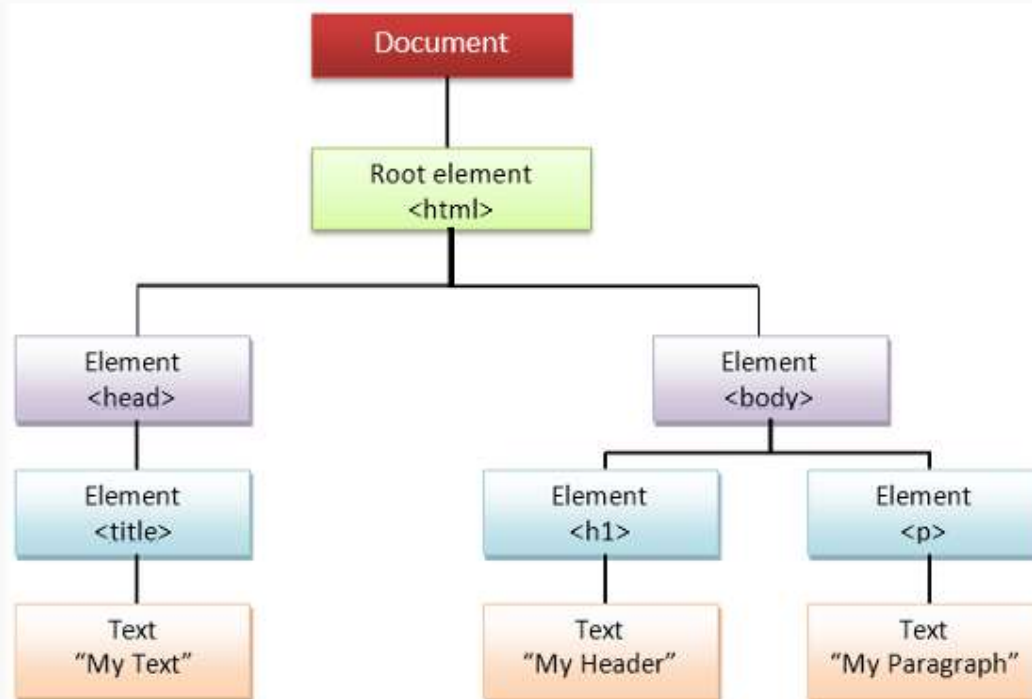 Document
Root element
<html>
Element
<head>
Element
<body>
Element
<title>
Element
<h1>
Element
<p>
Text
“My Text”
Text
“My Header”
Text
“My Paragraph”